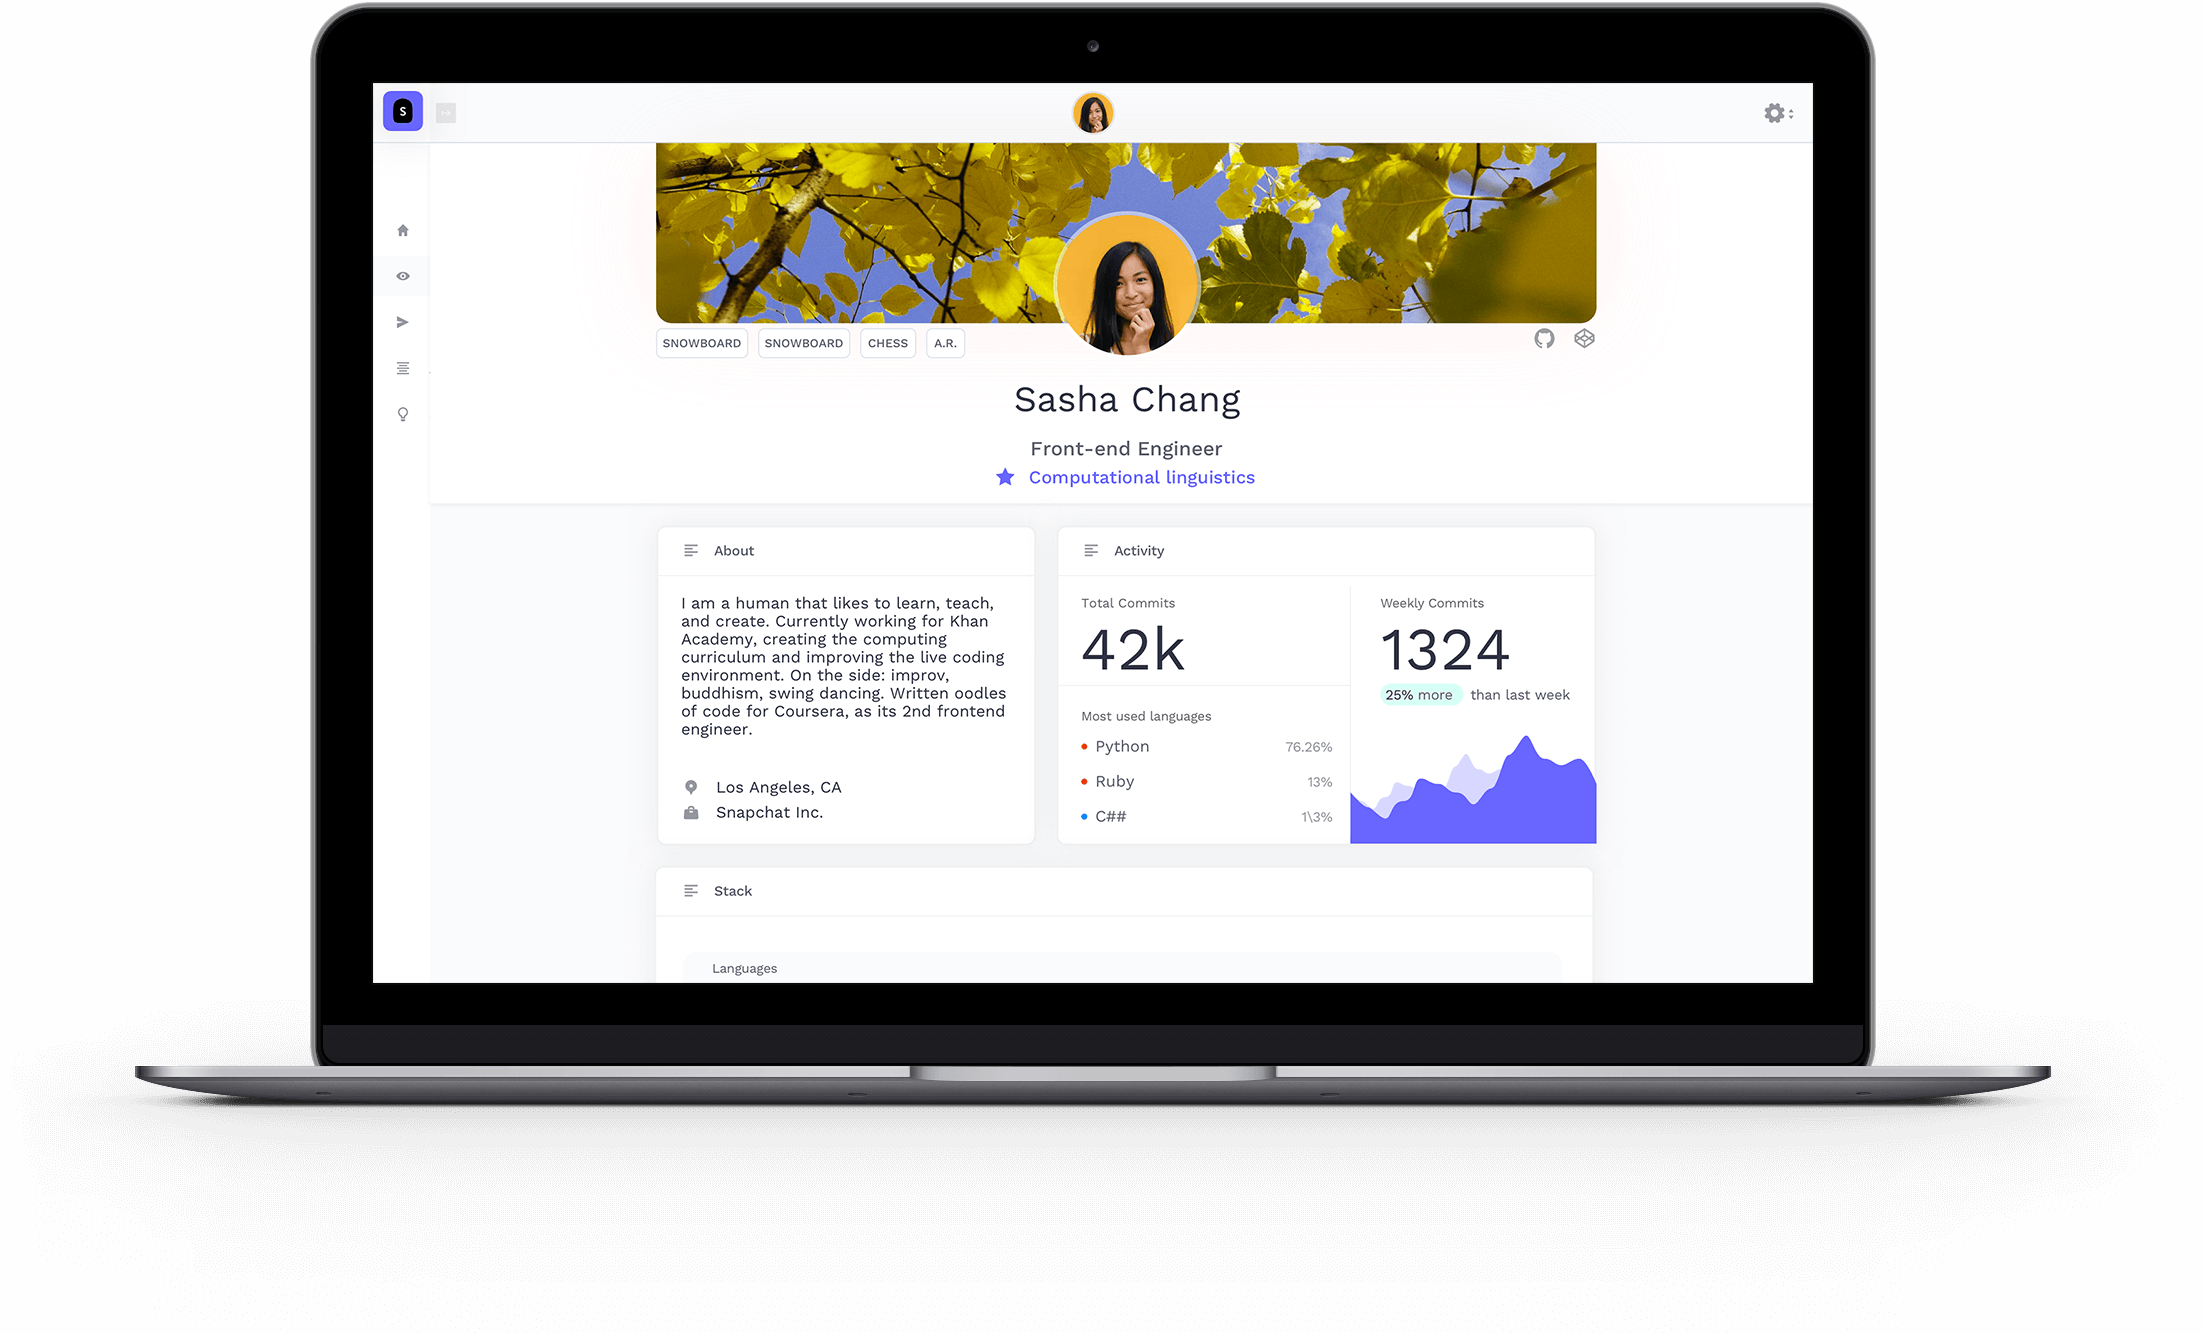 S
SNOWBOARD SNOWBOARD CHESS A.R.
Sasha Chang
Front-end Engineer
Computational linguistics
About
I am a human that likes to learn, teach,
and create. Currently working for Khan
Academy, creating the computing
curriculum and improving the live coding
environment. On the side: improv,
buddhism, swing dancing. Written oodles
of code for Coursera, as its 2nd frontend
engineer.
Los Angeles, CA
Snapchat Inc.
Activity
Total Commits
42k
Most used languages
Python 76.26%
Ruby 13%
C## 1\3%
Weekly Commits
1324
25% more than last week
Stack
Languages